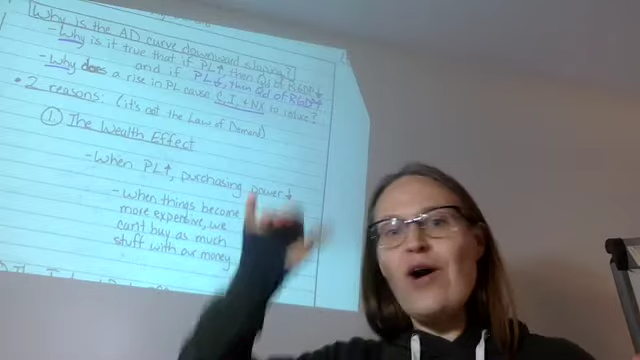 Why is the AD curve downward sloping?
- Why is it true that if PL↑, then Qd of RGDP↓
and if PL↓, then Qd of RGDP↑
- Why does a rise in PL cause C, I, + NX to
• 2 reasons: (it's not the Law of Demand)
① The Wealth Effect
- When PL↑, purchasing power↓
- When things become
more expensive, we
can't buy as much
stuff with our money